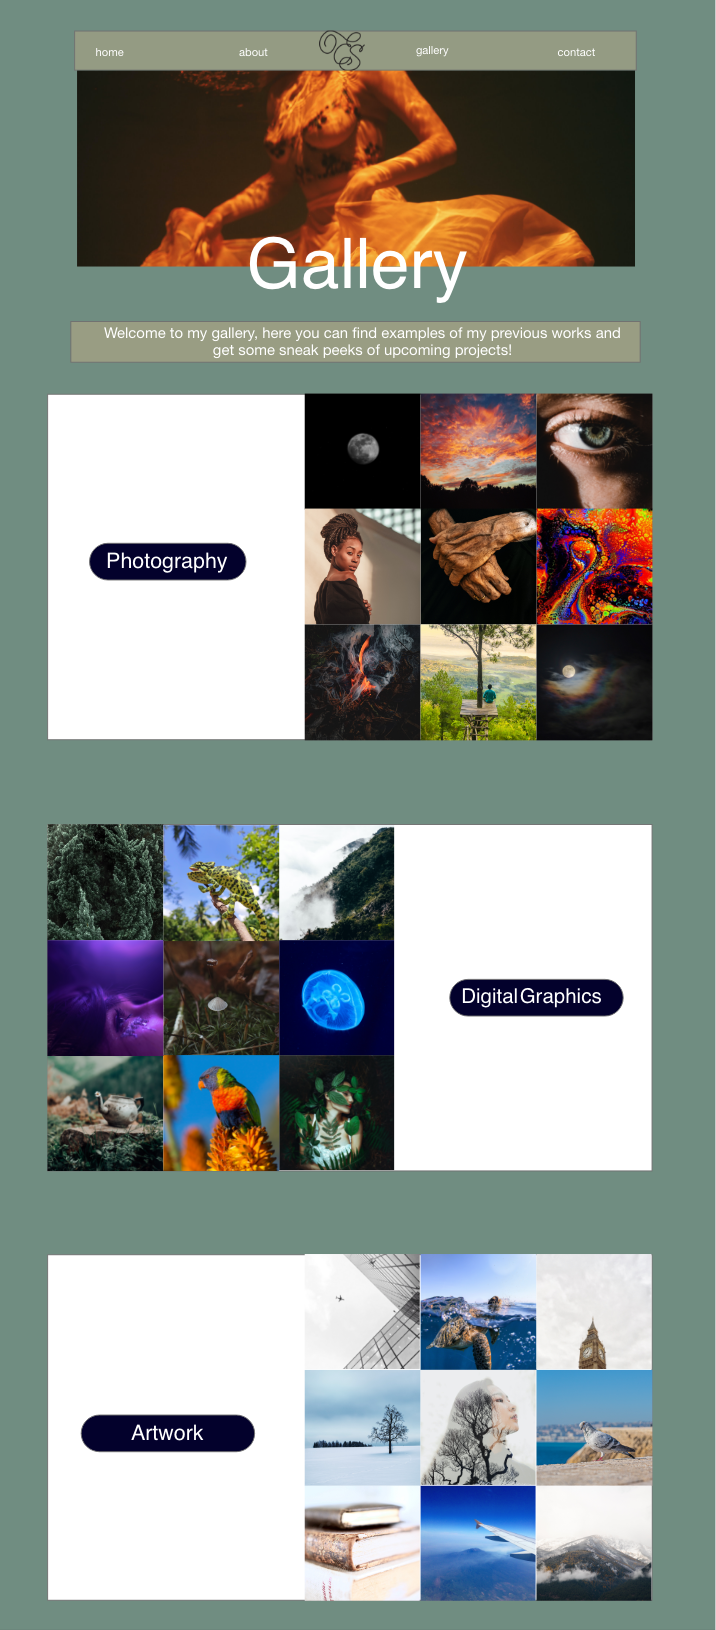 home about gallery contact
Gallery
Welcome to my gallery, here you can find examples of my previous works and
get some sneak peeks of upcoming projects!
Photography
Digital Graphics
Artwork